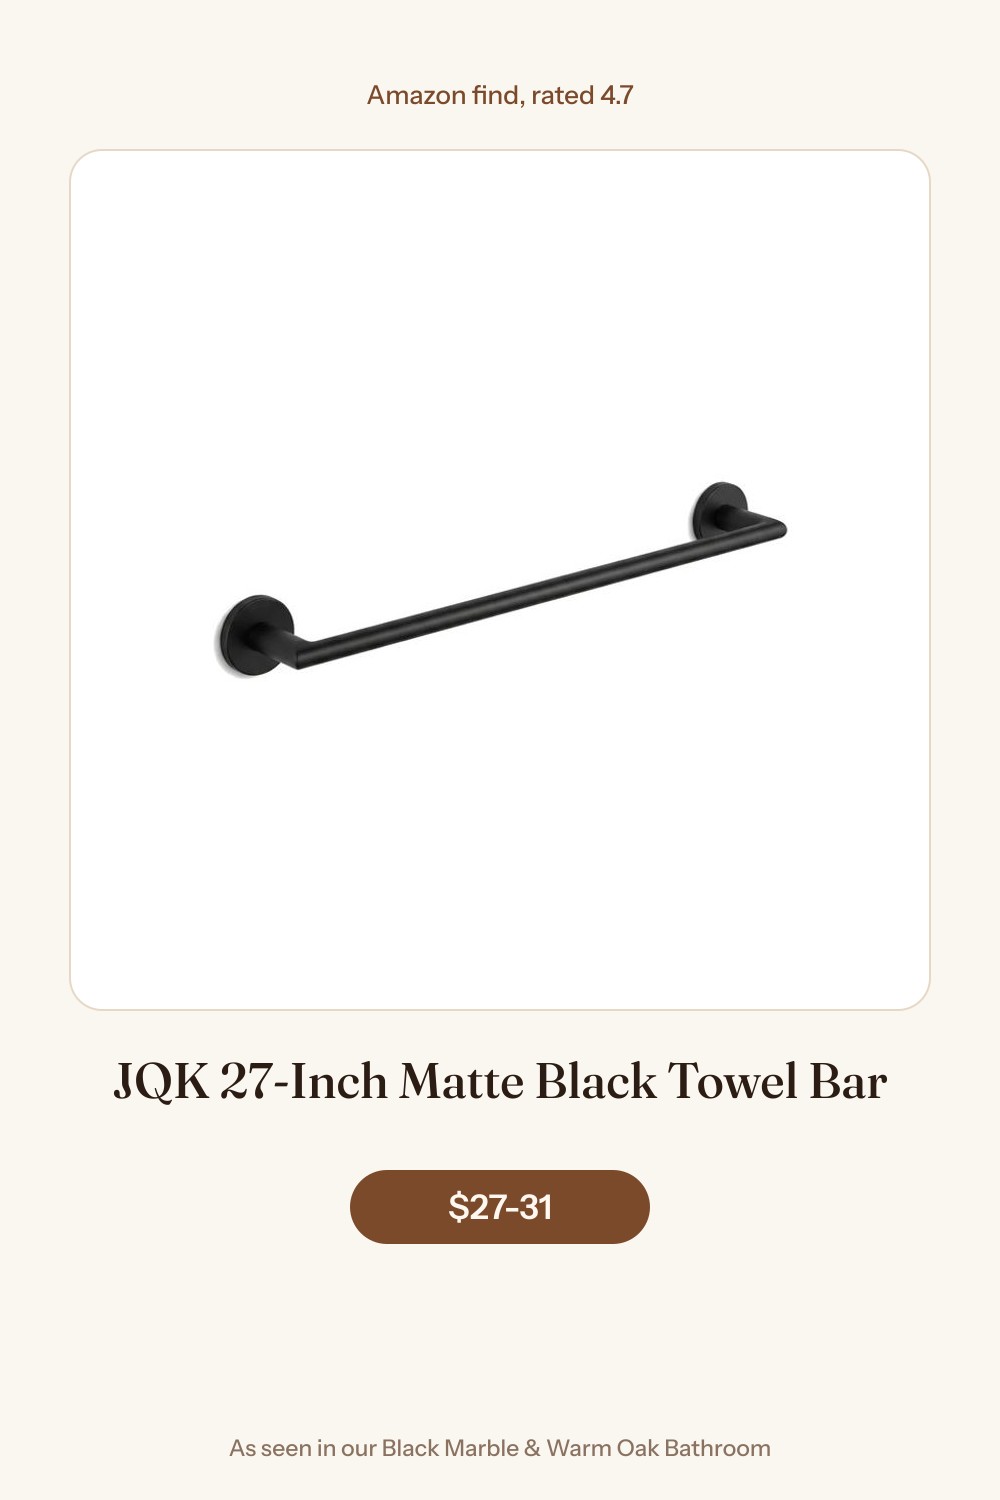 Amazon find, rated 4.7
JQK 27-Inch Matte Black Towel Bar
$27-31
As seen in our Black Marble & Warm Oak Bathroom